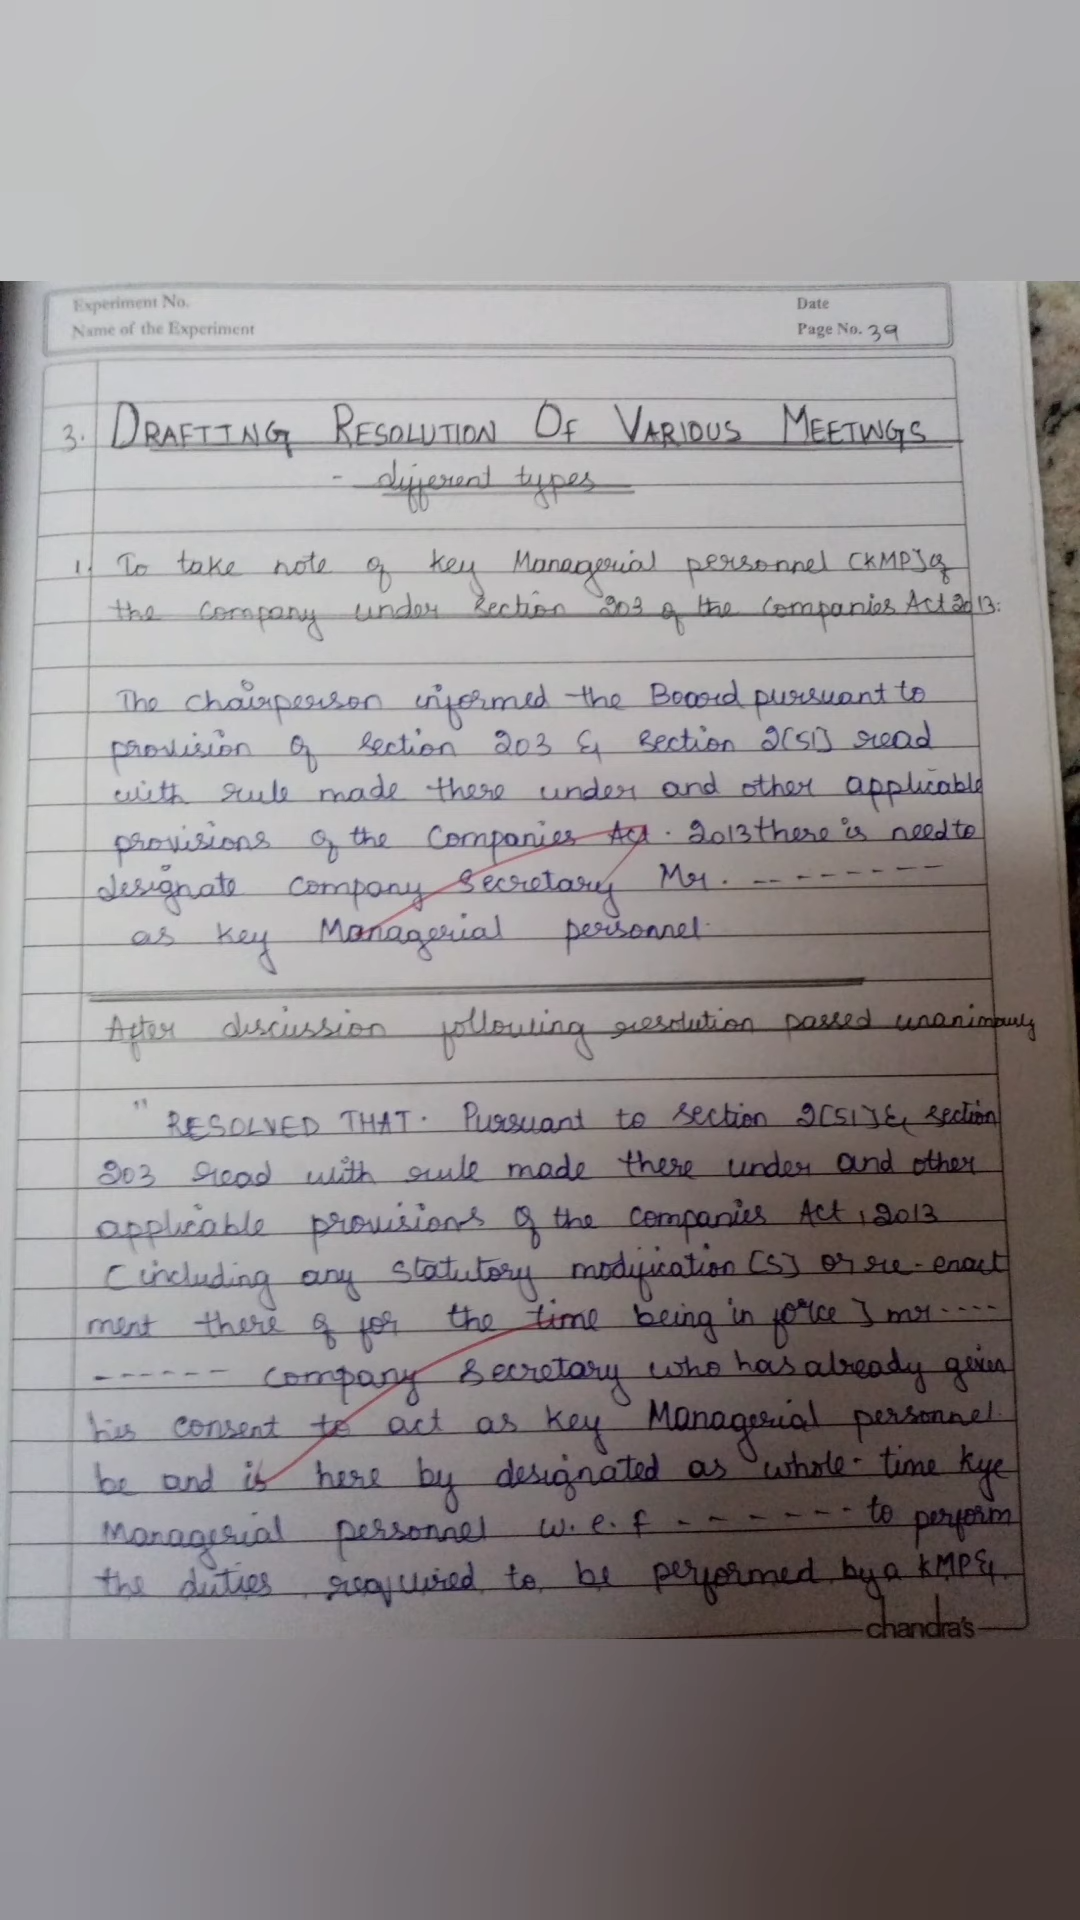 Experiment No.
Date
Name of the Experiment
Page No. 39
3. DRAFTING RESOLUTION OF VARIOUS MEETINGS
- different types
1. To take note of key Managerial personnel (KMP] of
the company under section 203 of the companies Act 2013:
The chairperson informed the Board pursuant to
provision of section 203 & section 2(51] read
with rule made there under and other applicable
provisions of the Companies Act. 2013 there is need to
designate company secretary Mr. ---------
as key Managerial personnel.
After discussion following resolution passed unanimously
"RESOLVED THAT. Pursuant to section 2[51] & section
203 read with rule made there under and other
applicable provisions of the companies Act, 2013
(including any statutory modification [s] or re-enact
ment there of for the time being in force] mr ----
------ company secretary who has already given
his consent to act as key Managerial personnel.
be and is here by designated as whole-time kye
Managerial personnel w.e.f ------- to perform
the duties required to be performed by a KMP &
chandra's